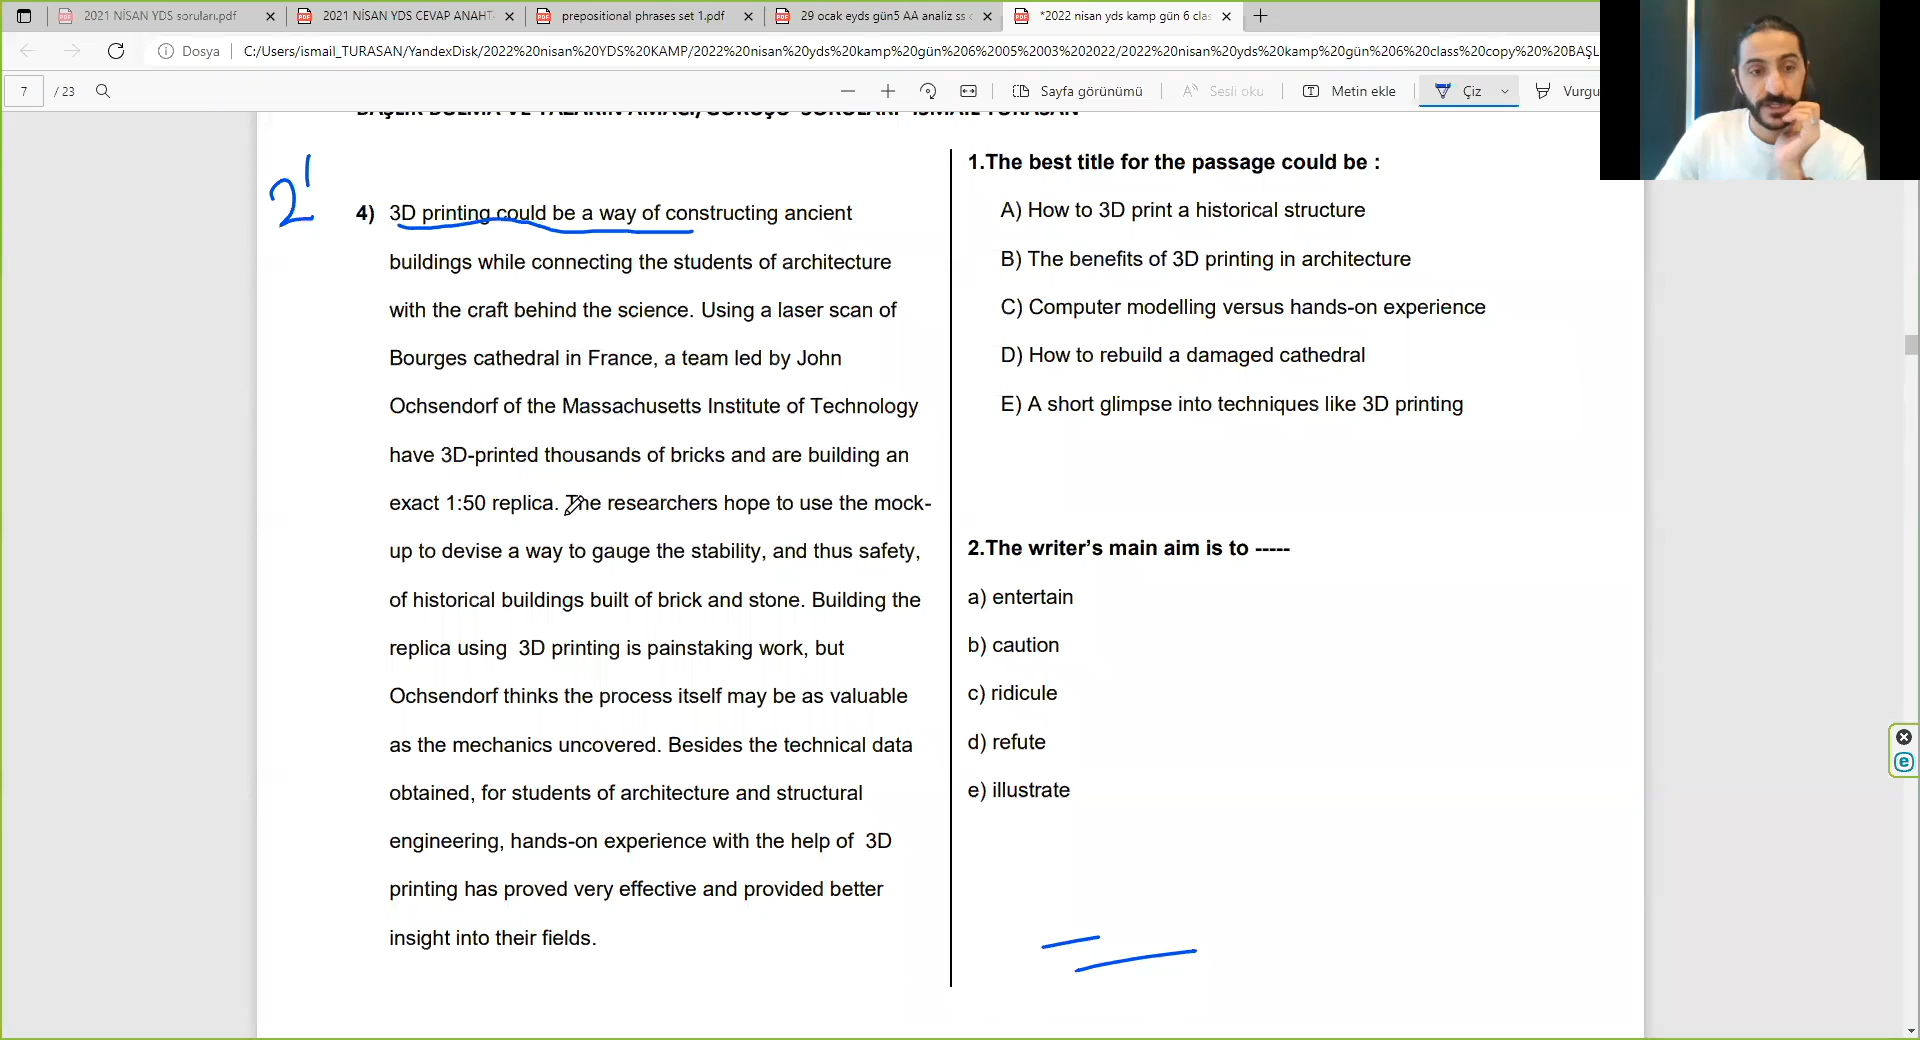 2021 NİSAN YDS soruları.pdf
2021 NİSAN YDS CEVAP ANAHT
prepositional phrases set 1.pdf
29 ocak eyds gün5 AA analiz ss c
*2022 nisan yds kamp gün 6 clas
Dosya
C:/Users/ismail_TURASAN/YandexDisk/2022%20nisan%20YDS%20KAMP/2022%20nisan%20yds%20kamp%20gün%206%2005%2003%202022/2022%20nisan%20yds%20kamp%20gün%206%20class%20copy%20%20BAŞL
7 / 23
Sayfa görünümü
Sesli oku
Metin ekle
Çiz
Vurgu
BAŞLIK BULMA VE YAZARIN AMACI, GÖRÜŞÜ SORULARI İSMAİL TURASAN
2'
4) 3D printing could be a way of constructing ancient
buildings while connecting the students of architecture
with the craft behind the science. Using a laser scan of
Bourges cathedral in France, a team led by John
Ochsendorf of the Massachusetts Institute of Technology
have 3D-printed thousands of bricks and are building an
exact 1:50 replica. The researchers hope to use the mock-
up to devise a way to gauge the stability, and thus safety,
of historical buildings built of brick and stone. Building the
replica using 3D printing is painstaking work, but
Ochsendorf thinks the process itself may be as valuable
as the mechanics uncovered. Besides the technical data
obtained, for students of architecture and structural
engineering, hands-on experience with the help of 3D
printing has proved very effective and provided better
insight into their fields.
1.The best title for the passage could be :
A) How to 3D print a historical structure
B) The benefits of 3D printing in architecture
C) Computer modelling versus hands-on experience
D) How to rebuild a damaged cathedral
E) A short glimpse into techniques like 3D printing
2.The writer's main aim is to -----
a) entertain
b) caution
c) ridicule
d) refute
e) illustrate